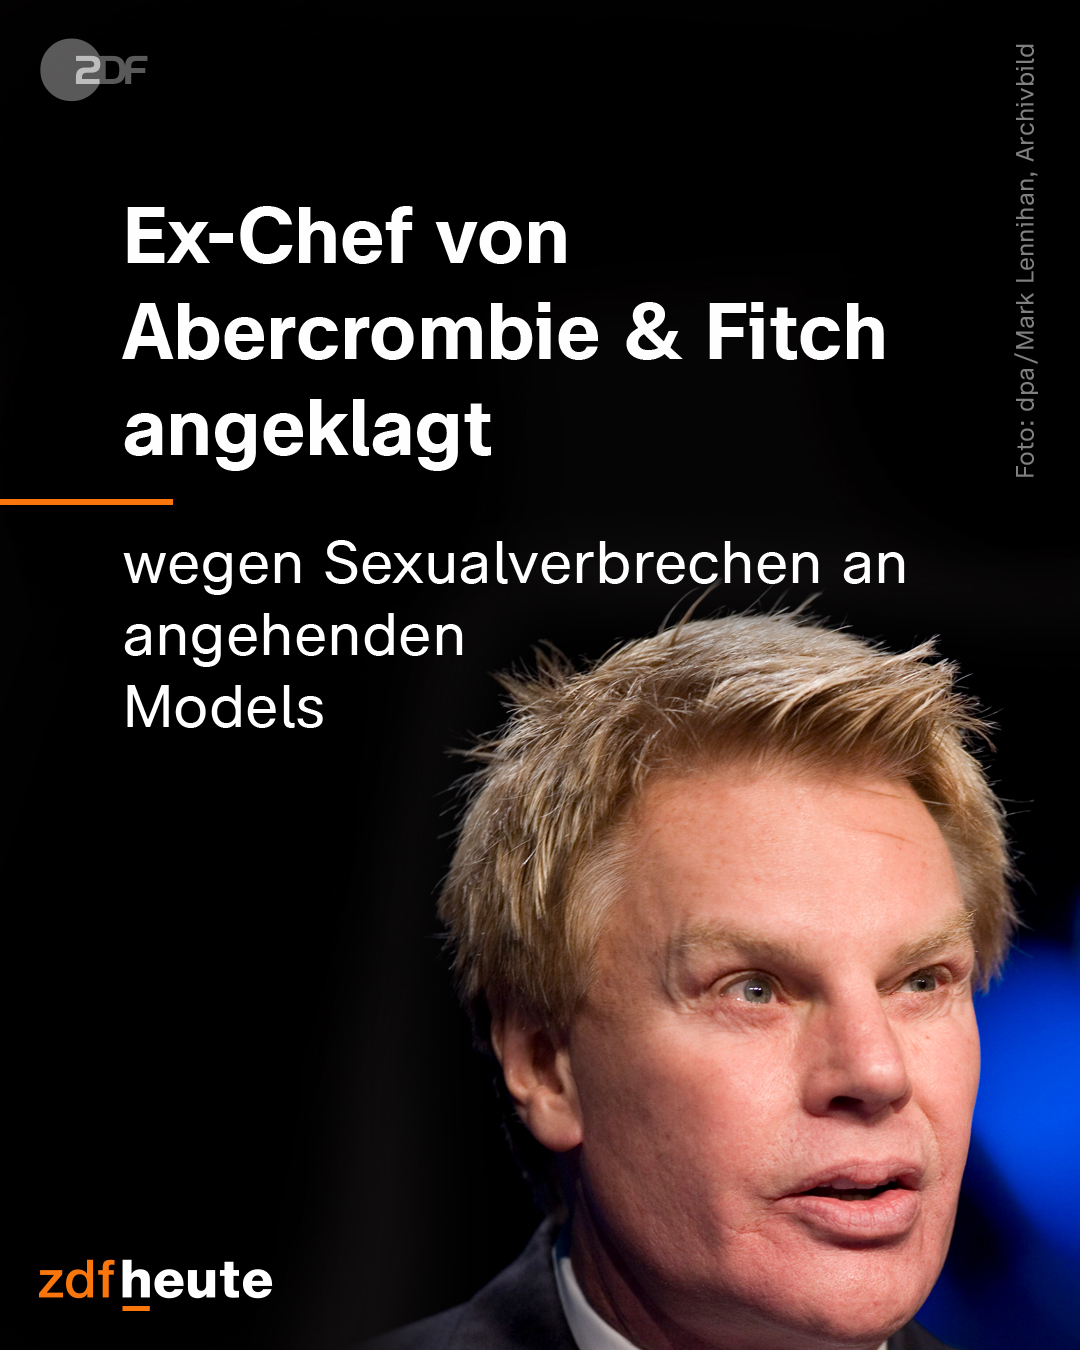 ZDF
Foto: dpa/Mark Lennihan, Archivbild
Ex-Chef von
Abercrombie & Fitch
angeklagt
wegen Sexualverbrechen an
angehenden
Models
zdfheute